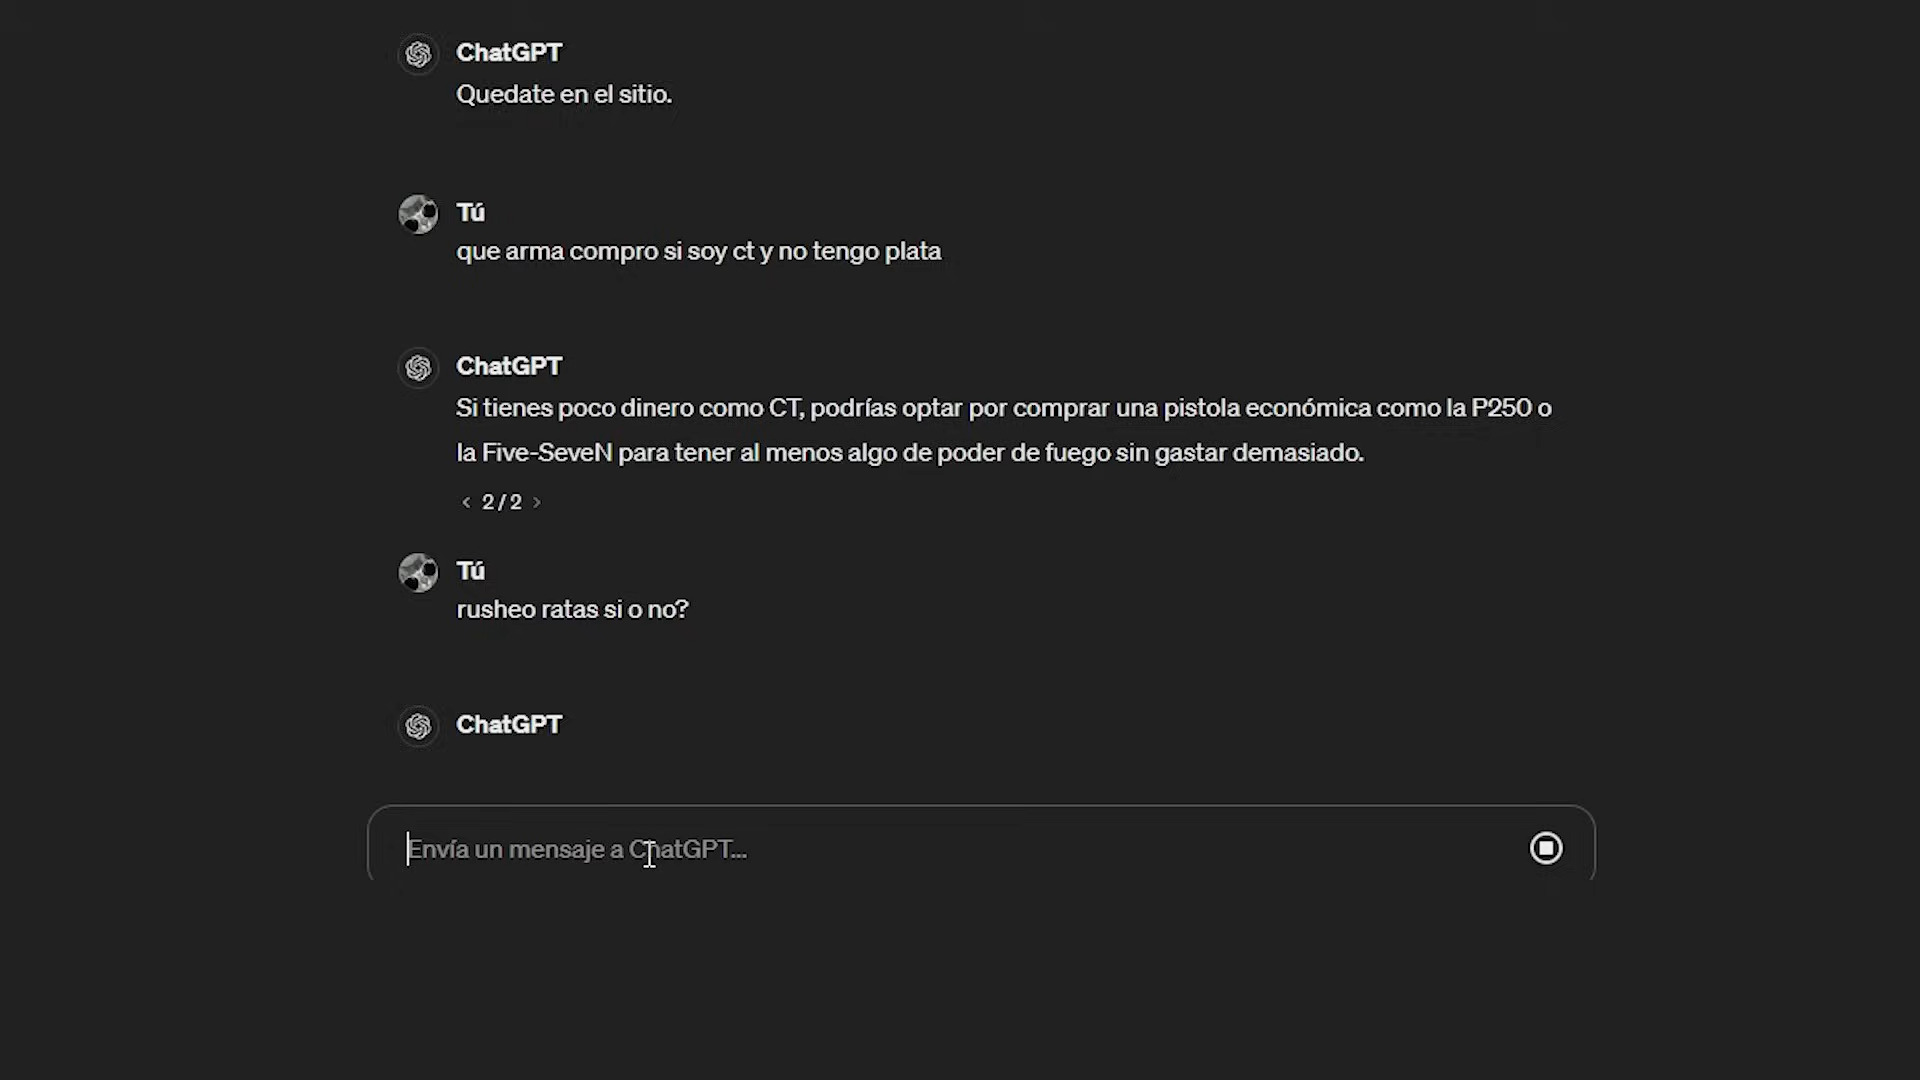 ChatGPT
Quedate en el sitio.
Tú
que arma compro si soy ct y no tengo plata
ChatGPT
Si tienes poco dinero como CT, podrías optar por comprar una pistola económica como la P250 o
la Five-SeveN para tener al menos algo de poder de fuego sin gastar demasiado.
< 2/2 >
Tú
rusheo ratas si o no?
ChatGPT
Envía un mensaje a ChatGPT...